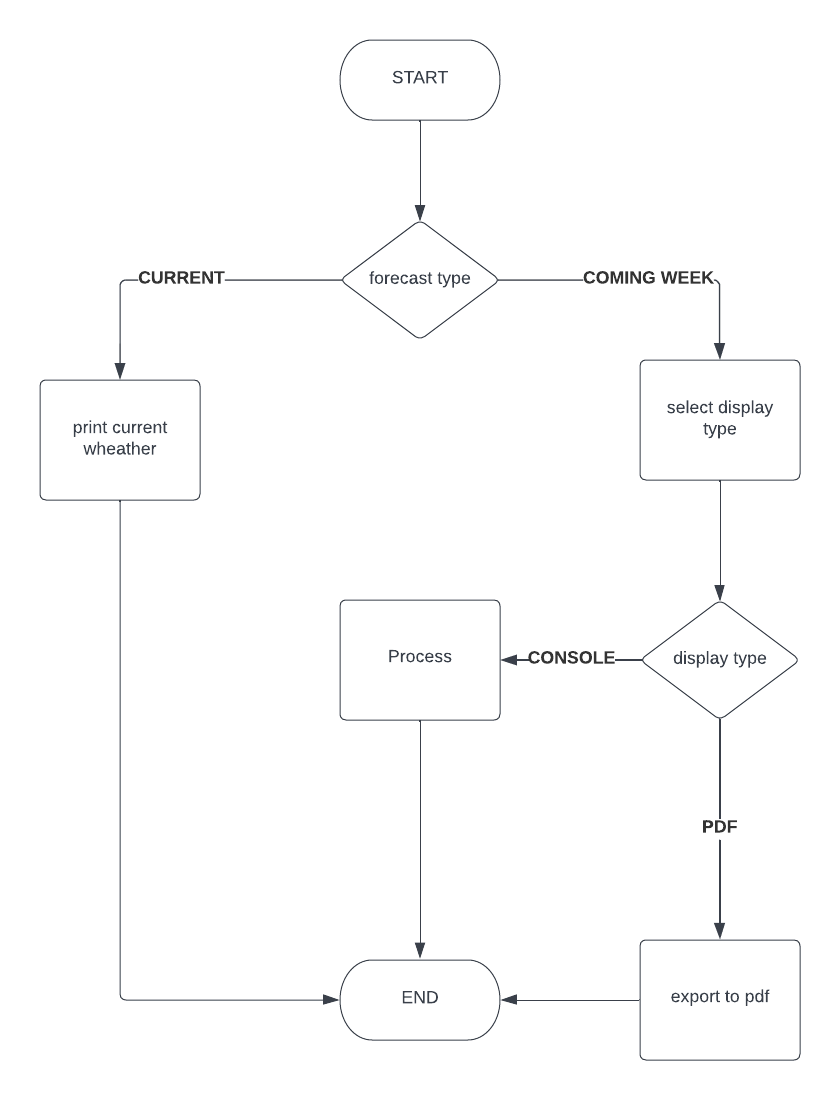 START
forecast type
CURRENT
COMING WEEK
print current
wheather
select display
type
Process
CONSOLE
display type
PDF
END
export to pdf